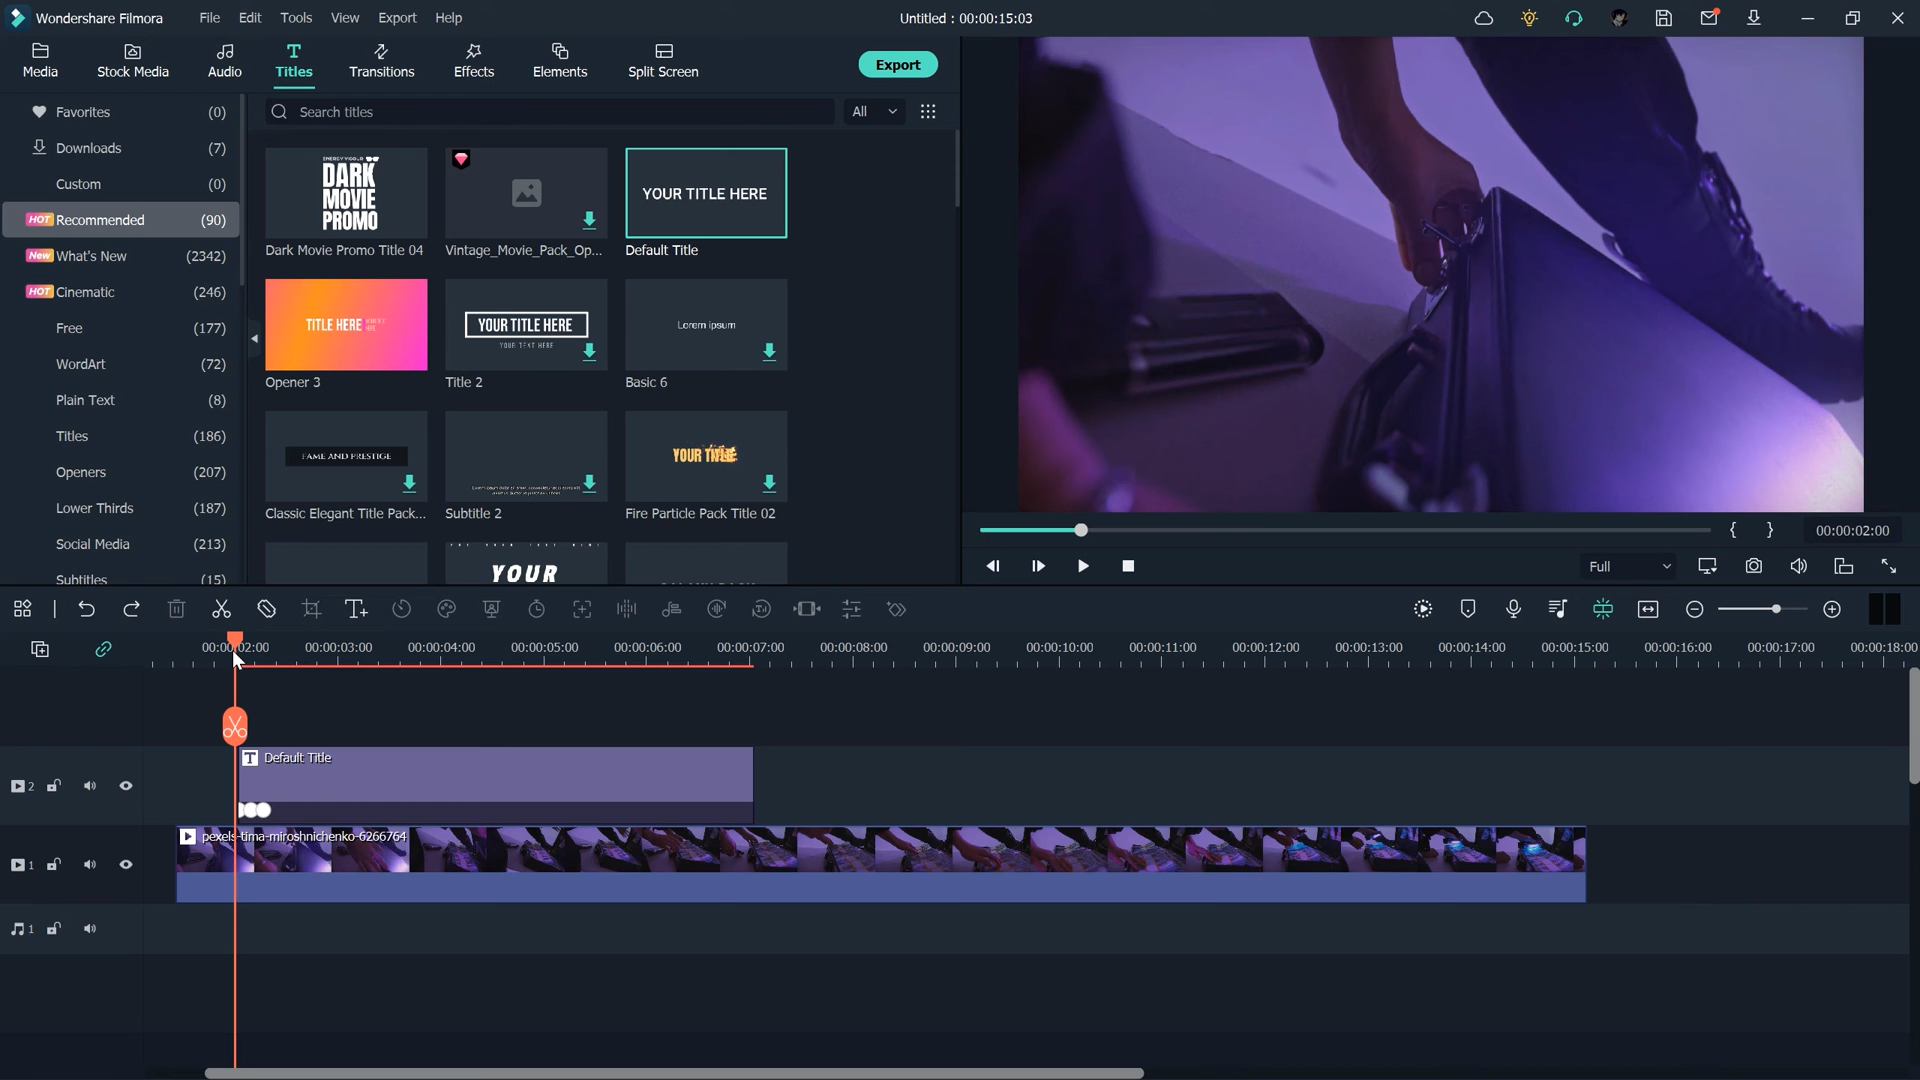 Wondershare Filmora File Edit Tools View Export Help Untitled : 00:00:15:03
Media Stock Media Audio Titles Transitions Effects Elements Split Screen Export
Favorites (0)
Downloads (7)
Custom (0)
HOT Recommended (90)
New What's New (2342)
HOT Cinematic (246)
Free (177)
WordArt (72)
Plain Text (8)
Titles (186)
Openers (207)
Lower Thirds (187)
Social Media (213)
Subtitles (15)
Search titles All
DARK
MOVIE
PROMO
YOUR TITLE HERE
Dark Movie Promo Title 04 Vintage_Movie_Pack_Op... Default Title
TITLE HERE
YOUR TITLE HERE
YOUR TEXT HERE
Lorem ipsum
Opener 3 Title 2 Basic 6
FAME AND PRESTIGE
YOUR TITLE
Classic Elegant Title Pack... Subtitle 2 Fire Particle Pack Title 02
YOUR
{ } 00:00:02:00
Full
00:00:02:00 00:00:03:00 00:00:04:00 00:00:05:00 00:00:06:00 00:00:07:00 00:00:08:00 00:00:09:00 00:00:10:00 00:00:11:00 00:00:12:00 00:00:13:00 00:00:14:00 00:00:15:00 00:00:16:00 00:00:17:00 00:00:18:00
T Default Title
2
pexels-tima-miroshnichenko-6266764
1
1